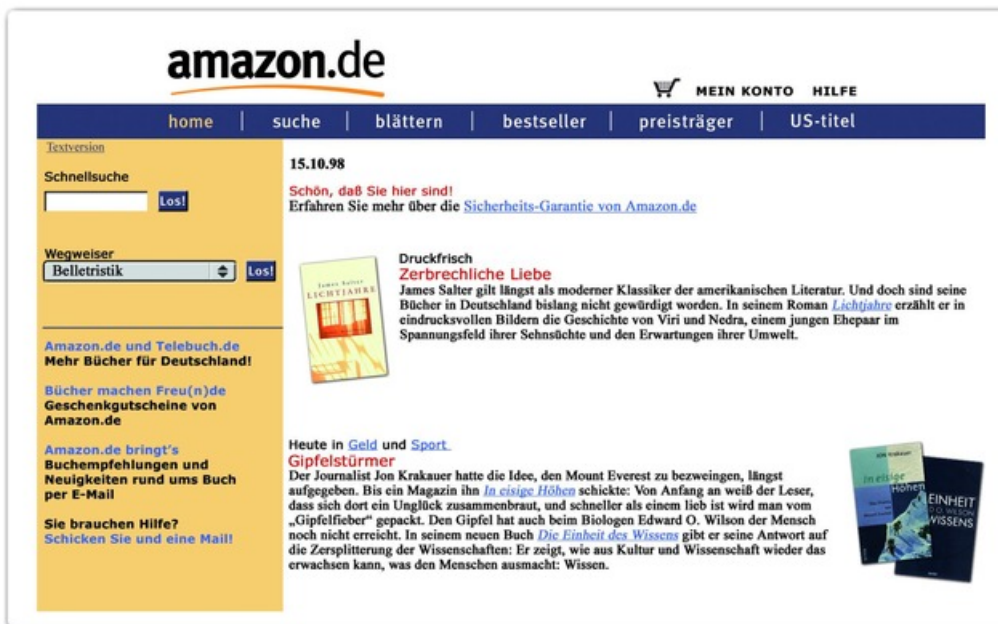 amazon.de
MEIN KONTO HILFE
home | suche | blättern | bestseller | preisträger | US-titel
Textversion
Schnellsuche
Los!
Wegweiser
Belletristik Los!
Amazon.de und Telebuch.de
Mehr Bücher für Deutschland!
Bücher machen Freu(n)de
Geschenkgutscheine von
Amazon.de
Amazon.de bringt's
Buchempfehlungen und
Neuigkeiten rund ums Buch
per E-Mail
Sie brauchen Hilfe?
Schicken Sie und eine Mail!
15.10.98
Schön, daß Sie hier sind!
Erfahren Sie mehr über die Sicherheits-Garantie von Amazon.de
James Salter
LICHTJAHRE
Druckfrisch
Zerbrechliche Liebe
James Salter gilt längst als moderner Klassiker der amerikanischen Literatur. Und doch sind seine
Bücher in Deutschland bislang nicht gewürdigt worden. In seinem Roman Lichtjahre erzählt er in
eindrucksvollen Bildern die Geschichte von Viri und Nedra, einem jungen Ehepaar im
Spannungsfeld ihrer Sehnsüchte und den Erwartungen ihrer Umwelt.
Heute in Geld und Sport
Gipfelstürmer
Der Journalist Jon Krakauer hatte die Idee, den Mount Everest zu bezweingen, längst
aufgegeben. Bis ein Magazin ihn In eisige Höhen schickte: Von Anfang an weiß der Leser,
dass sich dort ein Unglück zusammenbraut, und schneller als einem lieb ist wird man vom
„Gipfelfieber“ gepackt. Den Gipfel hat auch beim Biologen Edward O. Wilson der Mensch
noch nicht erreicht. In seinem neuen Buch Die Einheit des Wissens gibt er seine Antwort auf
die Zersplitterung der Wissenschaften: Er zeigt, wie aus Kultur und Wissenschaft wieder das
erwachsen kann, was den Menschen ausmacht: Wissen.
JON Krakauer
In eisige
Höhen
EINHEIT
D O. WILSON
WISSENS